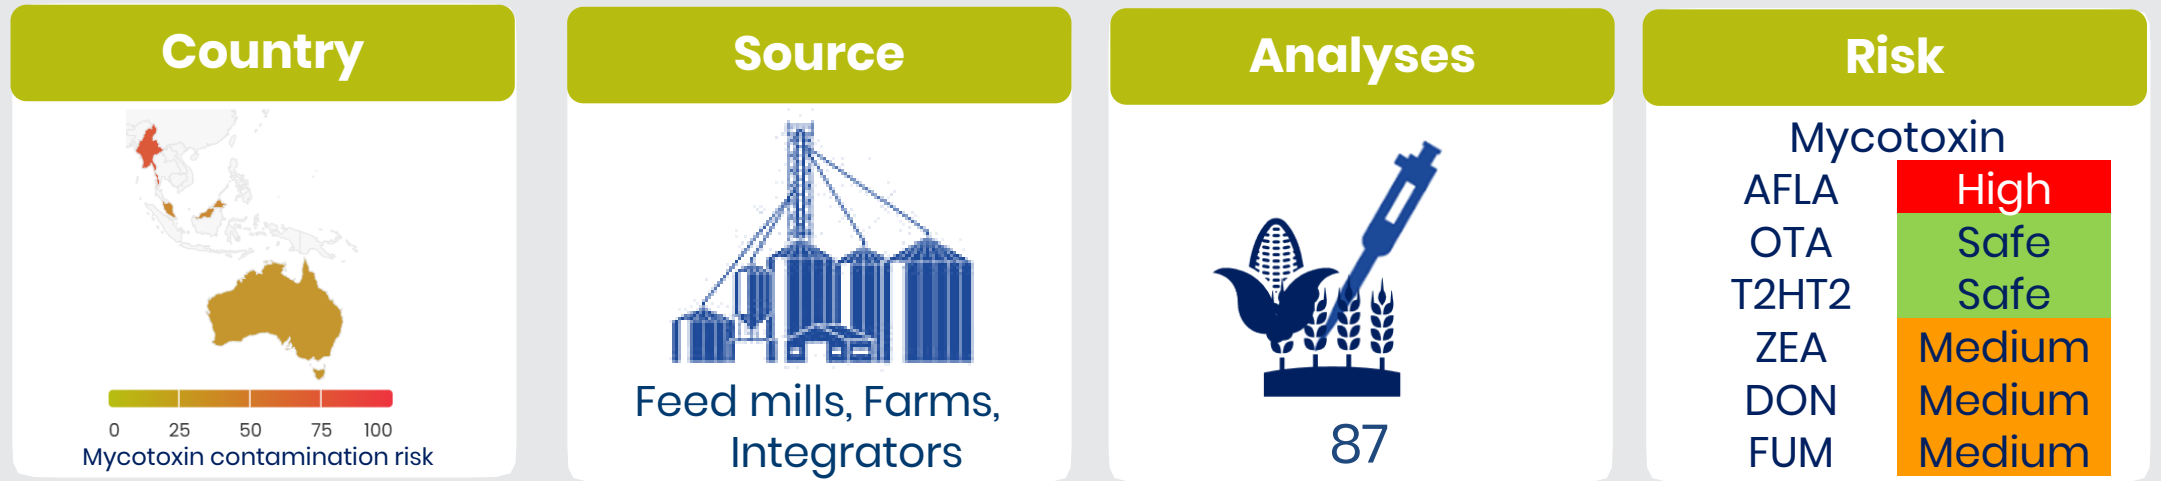 Country
0 25 50 75 100
Mycotoxin contamination risk
Source
Feed mills, Farms,
Integrators
Analyses
87
Risk
Mycotoxin
AFLA High
OTA Safe
T2HT2 Safe
ZEA Medium
DON Medium
FUM Medium